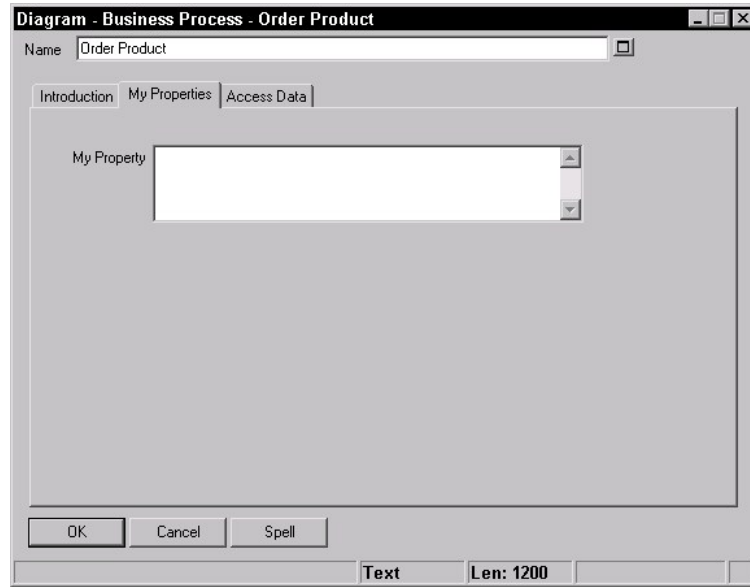 Diagram - Business Process - Order Product
Name Order Product
Introduction My Properties Access Data
My Property
OK Cancel Spell
Text Len: 1200